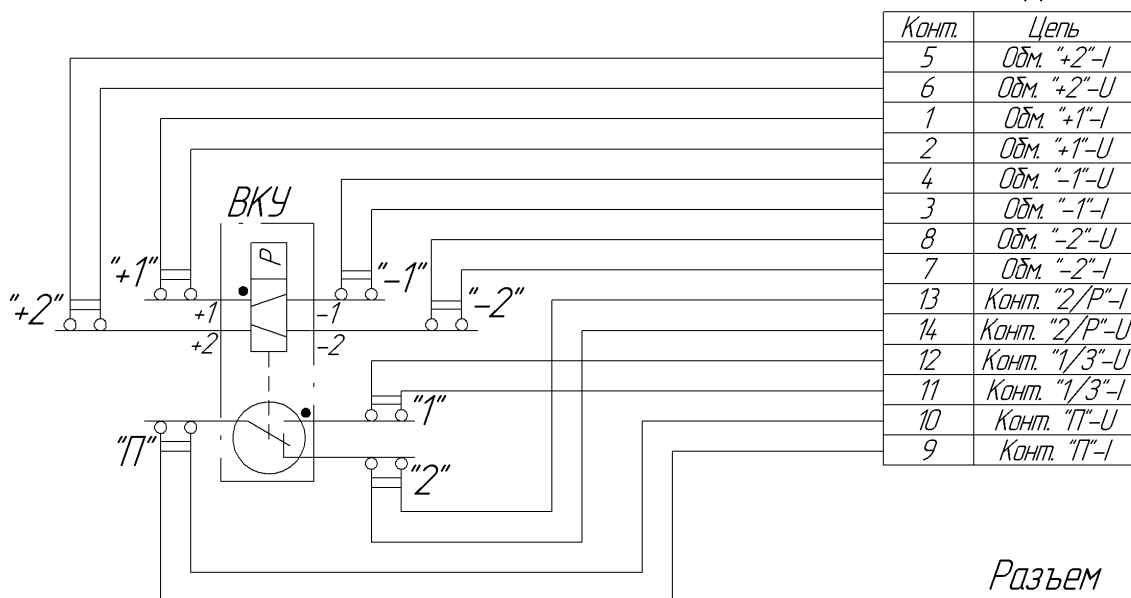 Конт. Цепь
5 Обм. "+2"-I
6 Обм. "+2"-U
1 Обм. "+1"-I
2 Обм. "+1"-U
4 Обм. "-1"-U
3 Обм. "-1"-I
8 Обм. "-2"-U
7 Обм. "-2"-I
13 Конт. "2/Р"-I
14 Конт. "2/Р"-U
12 Конт. "1/3"-U
11 Конт. "1/3"-I
10 Конт. "П"-U
9 Конт. "П"-I
ВКУ
Р
"+1"
"-1"
"+2"
"-2"
+1
-1
+2
-2
"1"
"П"
"2"
Разъем